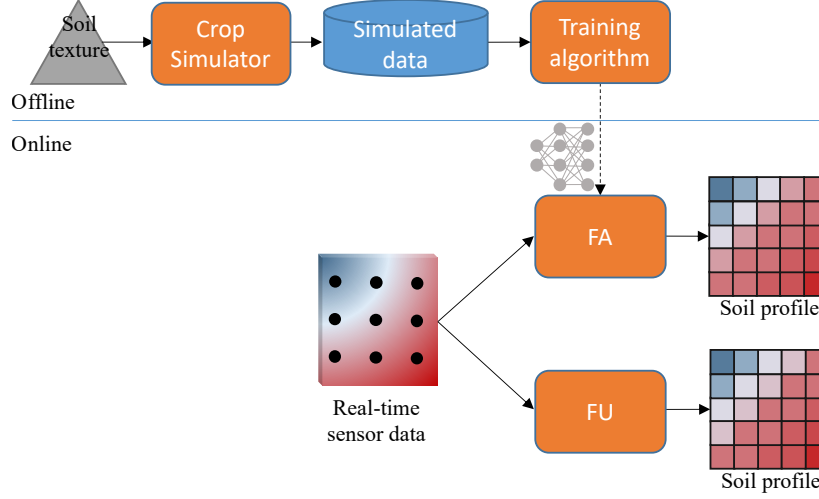 Soil
texture
Crop
Simulator
Simulated
data
Training
algorithm
Offline
Online
FA
Soil profile
Real-time
sensor data
FU
Soil profile